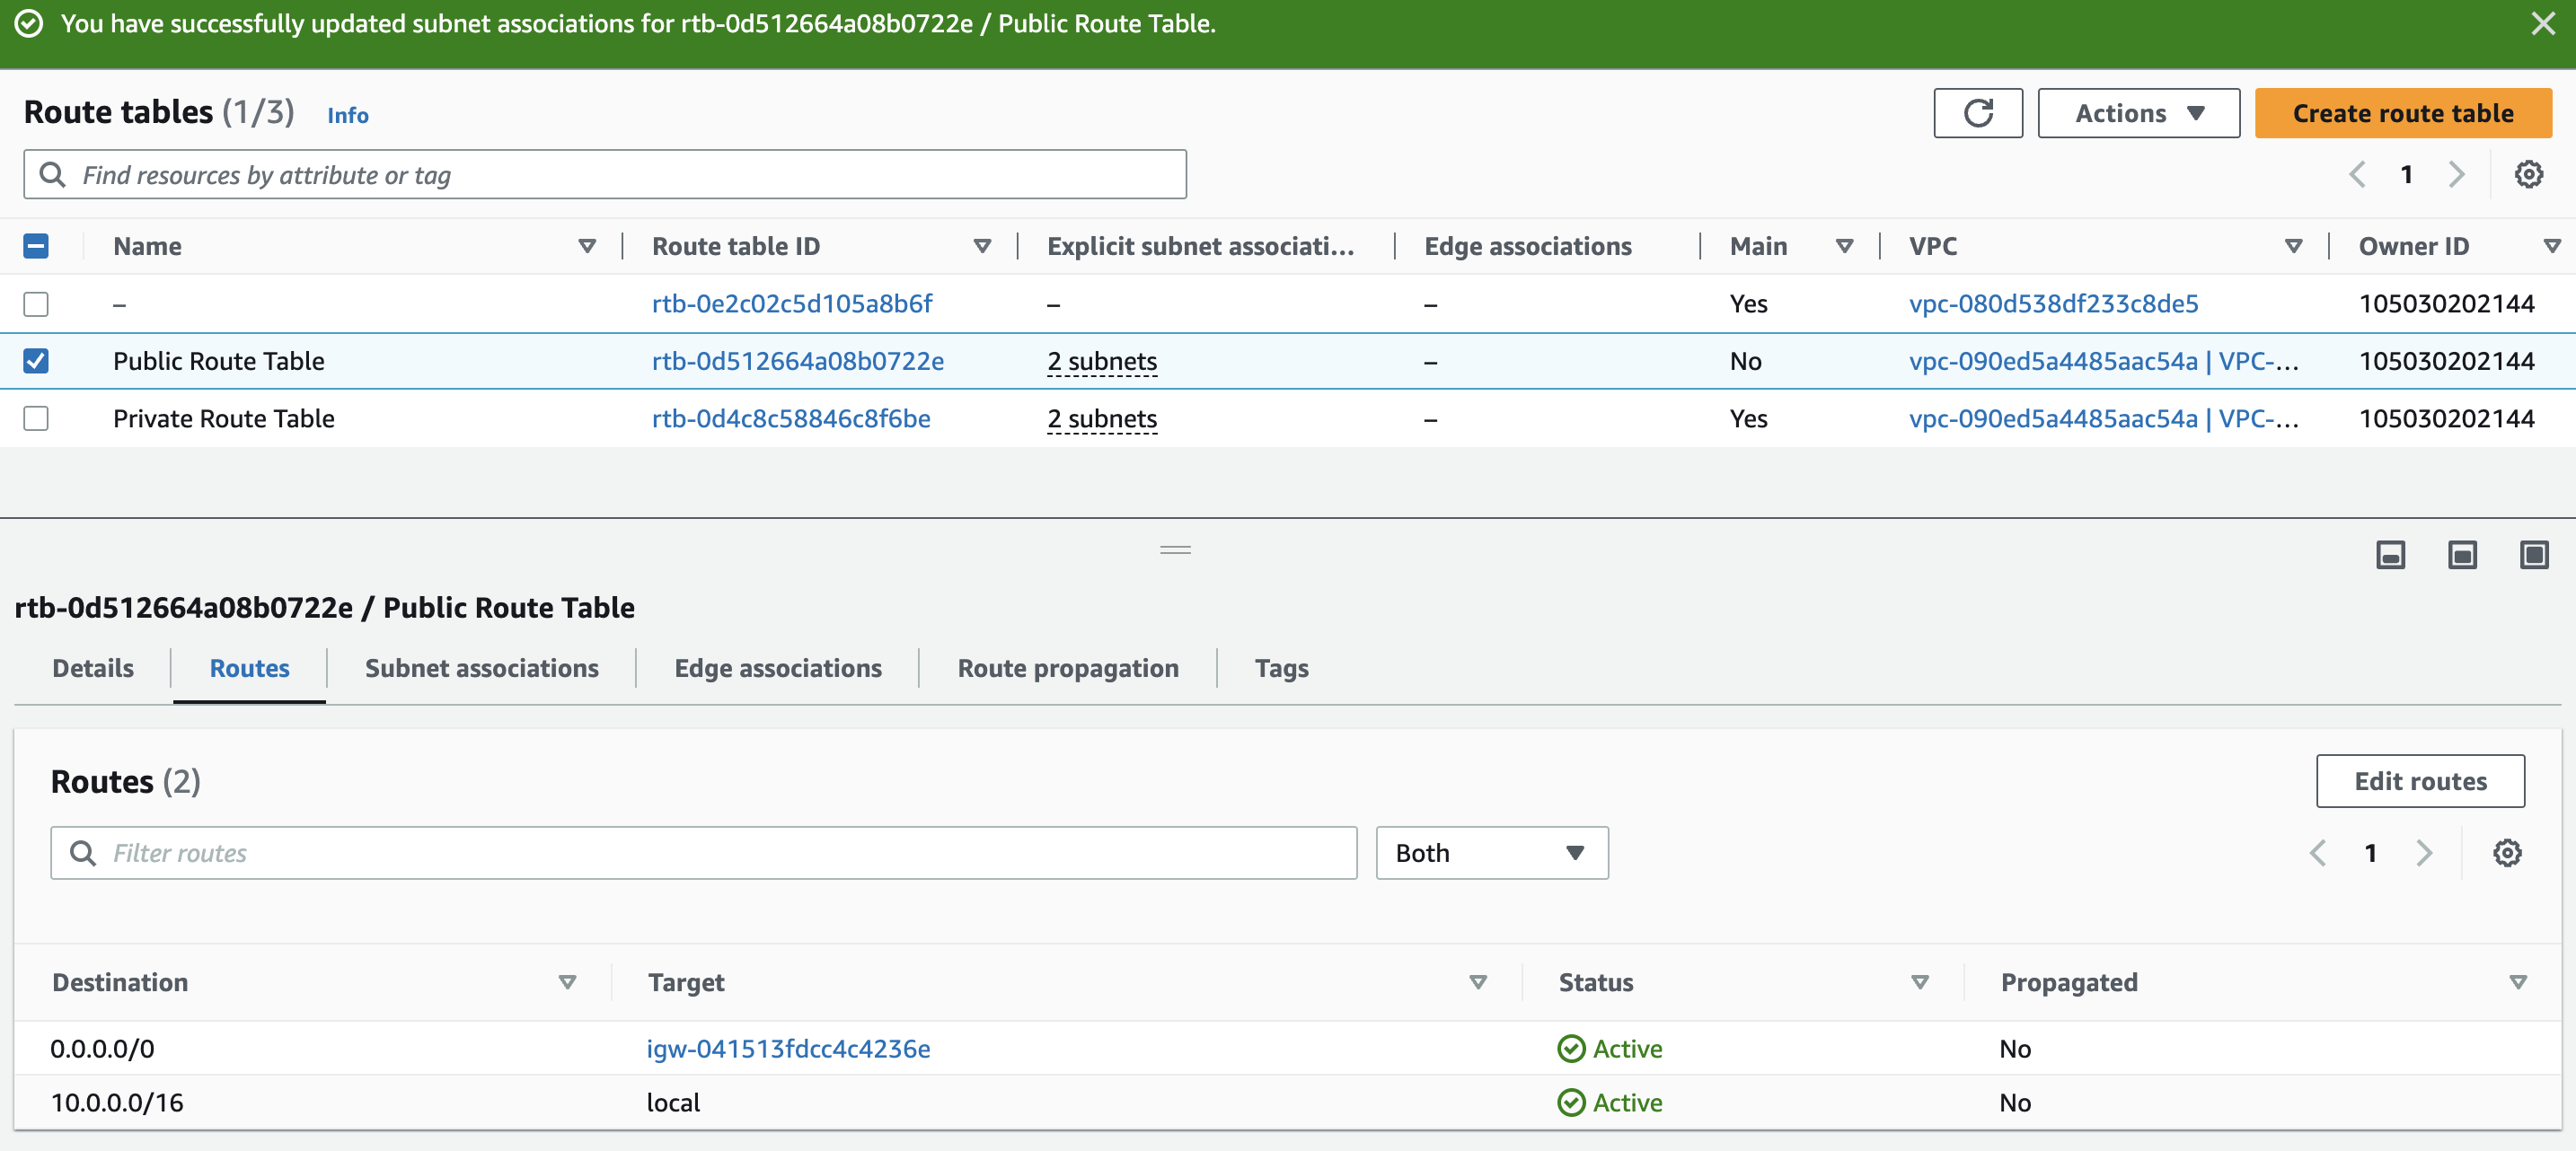 You have successfully updated subnet associations for rtb-0d512664a08b0722e / Public Route Table.
Route tables (1/3) Info
Actions
Create route table
Find resources by attribute or tag
1
Name Route table ID Explicit subnet associati... Edge associations Main VPC Owner ID
– rtb-0e2c02c5d105a8b6f – – Yes vpc-080d538df233c8de5 105030202144
Public Route Table rtb-0d512664a08b0722e 2 subnets – No vpc-090ed5a4485aac54a | VPC-... 105030202144
Private Route Table rtb-0d4c8c58846c8f6be 2 subnets – Yes vpc-090ed5a4485aac54a | VPC-... 105030202144
rtb-0d512664a08b0722e / Public Route Table
Details Routes Subnet associations Edge associations Route propagation Tags
Routes (2)
Edit routes
Filter routes
Both
1
Destination Target Status Propagated
0.0.0.0/0 igw-041513fdcc4c4236e Active No
10.0.0.0/16 local Active No